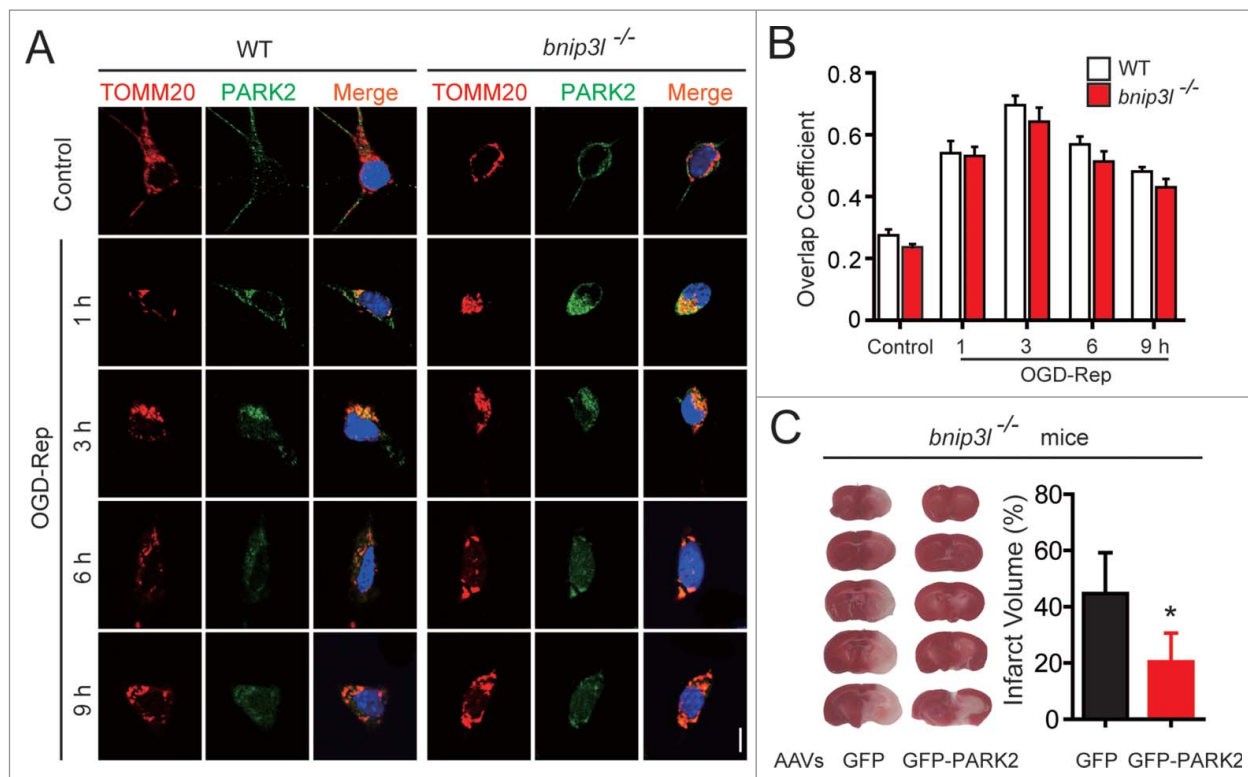 A
WT
bnip3l -/-
TOMM20 PARK2 Merge TOMM20 PARK2 Merge
Control
OGD-Rep
1 h
3 h
6 h
9 h
B
WT
bnip3l -/-
Overlap Coefficient
0.8
0.6
0.4
0.2
0
Control 1 3 6 9 h
OGD-Rep
C
bnip3l -/- mice
Infarct Volume (%)
80
60
40
20
0
*
AAVs GFP GFP-PARK2
GFP GFP-PARK2